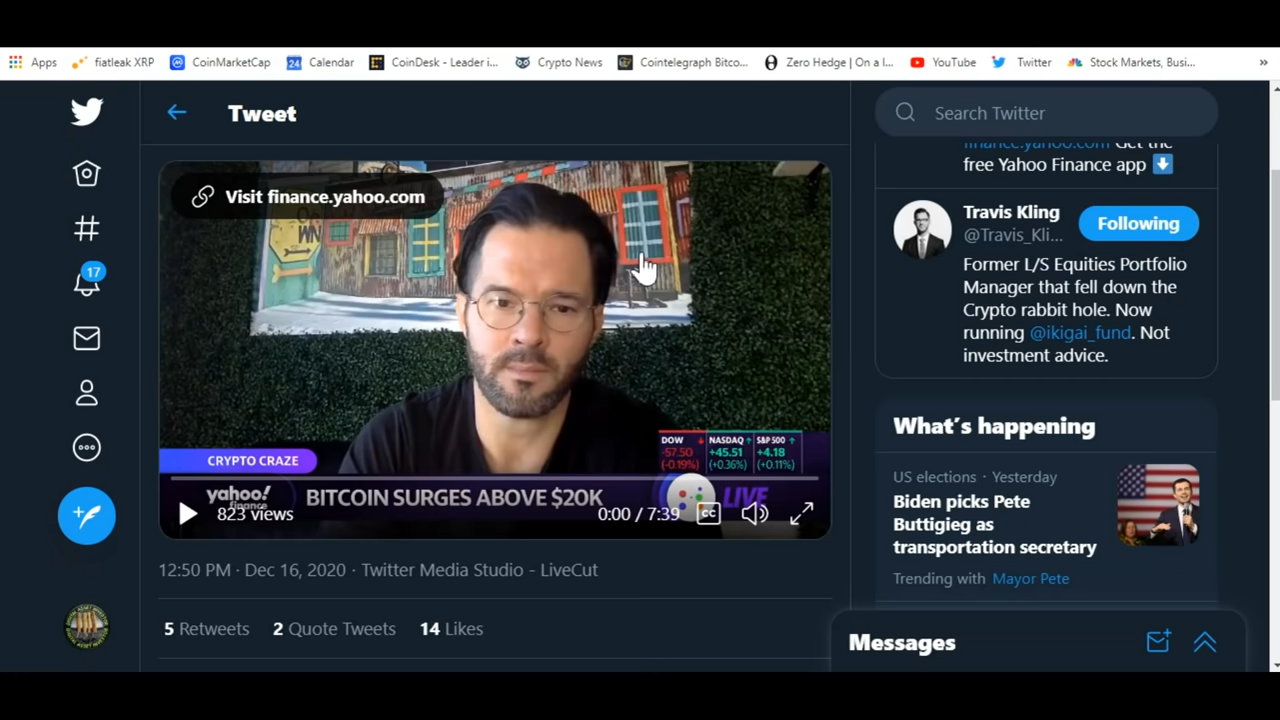 Apps
fiatleak XRP
CoinMarketCap
24
Calendar
CoinDesk - Leader i...
Crypto News
Cointelegraph Bitco...
Zero Hedge | On a l...
YouTube
Twitter
Stock Markets, Busi...
»
Tweet
Search Twitter
17
Visit finance.yahoo.com
CRYPTO CRAZE
DOW
-57.50
(-0.19%)
NASDAQ
+45.51
(+0.36%)
S&P 500
+4.18
(+0.11%)
yahoo!
finance
BITCOIN SURGES ABOVE $20K
LIVE
823 views
0:00 / 7:39
CC
12:50 PM · Dec 16, 2020 · Twitter Media Studio - LiveCut
5 Retweets 2 Quote Tweets 14 Likes
finance.yahoo.com Get the
free Yahoo Finance app
Travis Kling
@Travis_Kli...
Following
Former L/S Equities Portfolio
Manager that fell down the
Crypto rabbit hole. Now
running @ikigai_fund. Not
investment advice.
What's happening
US elections · Yesterday
Biden picks Pete
Buttigieg as
transportation secretary
Trending with Mayor Pete
Messages